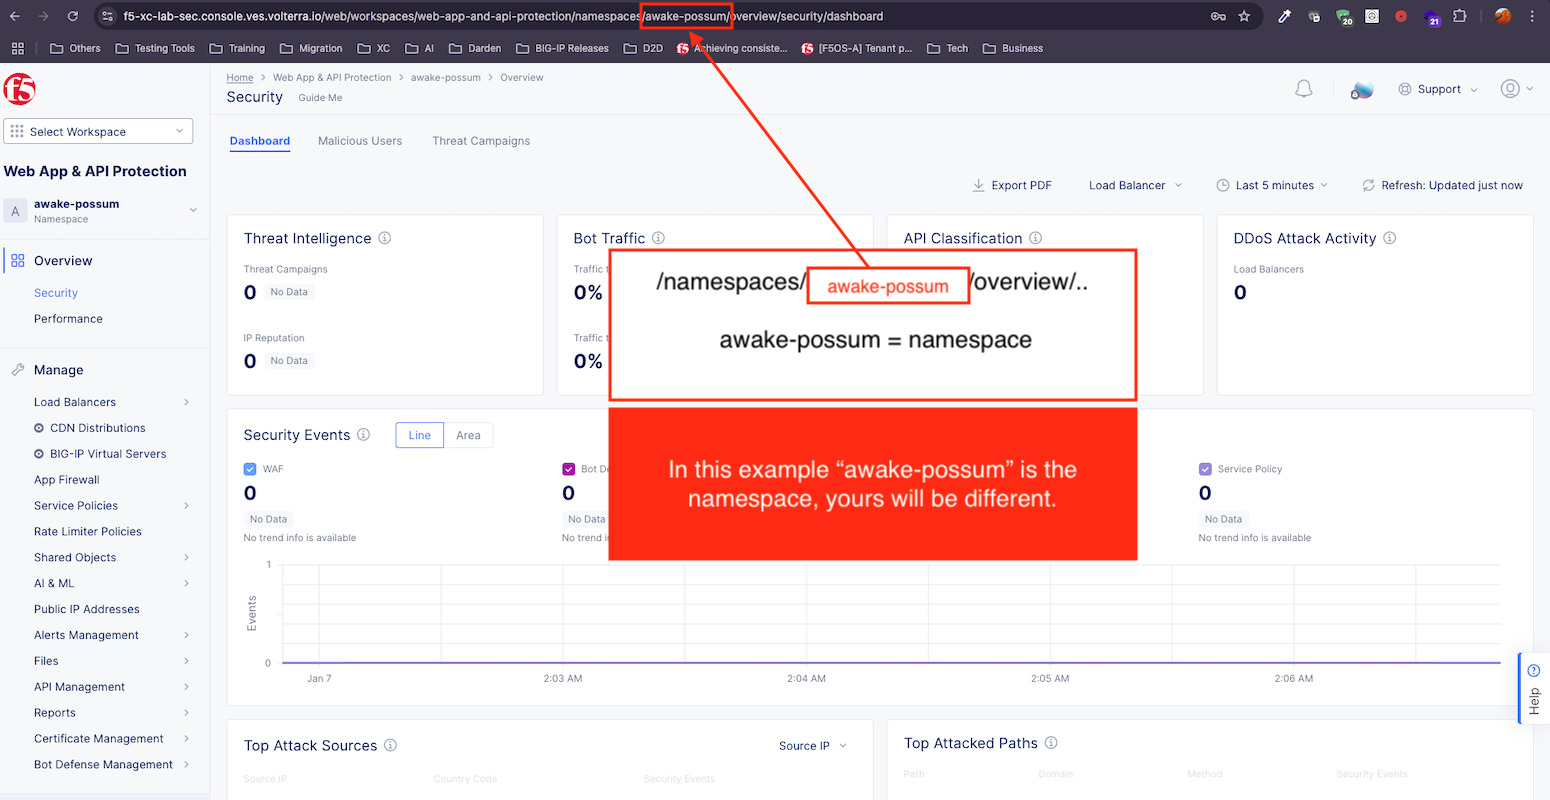 f5-xc-lab-sec.console.ves.volterra.io/web/workspaces/web-app-and-api-protection/namespaces/awake-possum/overview/security/dashboard
20
21
Others
Testing Tools
Training
Migration
XC
AI
Darden
BIG-IP Releases
D2D
Achieving consiste...
[F5OS-A] Tenant p...
Tech
Business
f5
Select Workspace
Web App & API Protection
A
awake-possum
Namespace
Overview
Security
Performance
Manage
Load Balancers
CDN Distributions
BIG-IP Virtual Servers
App Firewall
Service Policies
Rate Limiter Policies
Shared Objects
AI & ML
Public IP Addresses
Alerts Management
Files
API Management
Reports
Certificate Management
Bot Defense Management
Home > Web App & API Protection > awake-possum > Overview
Security Guide Me
Support
Dashboard
Malicious Users
Threat Campaigns
Export PDF
Load Balancer
Last 5 minutes
Refresh: Updated just now
Threat Intelligence
Threat Campaigns
0 No Data
IP Reputation
0 No Data
Bot Traffic
Traffic
0%
Traffic
0%
API Classification
DDoS Attack Activity
Load Balancers
0
/namespaces/awake-possum/overview/..
awake-possum = namespace
In this example “awake-possum” is the
namespace, yours will be different.
Security Events
Line
Area
WAF
0
No Data
No trend info is available
Bot
0
No Data
No trend
Service Policy
0
No Data
No trend info is available
Events
1
0
Jan 7
2:03 AM
2:04 AM
2:05 AM
2:06 AM
Help
Top Attack Sources
Source IP
Source IP
Country Code
Security Events
Top Attacked Paths
Path
Domain
Method
Security Events